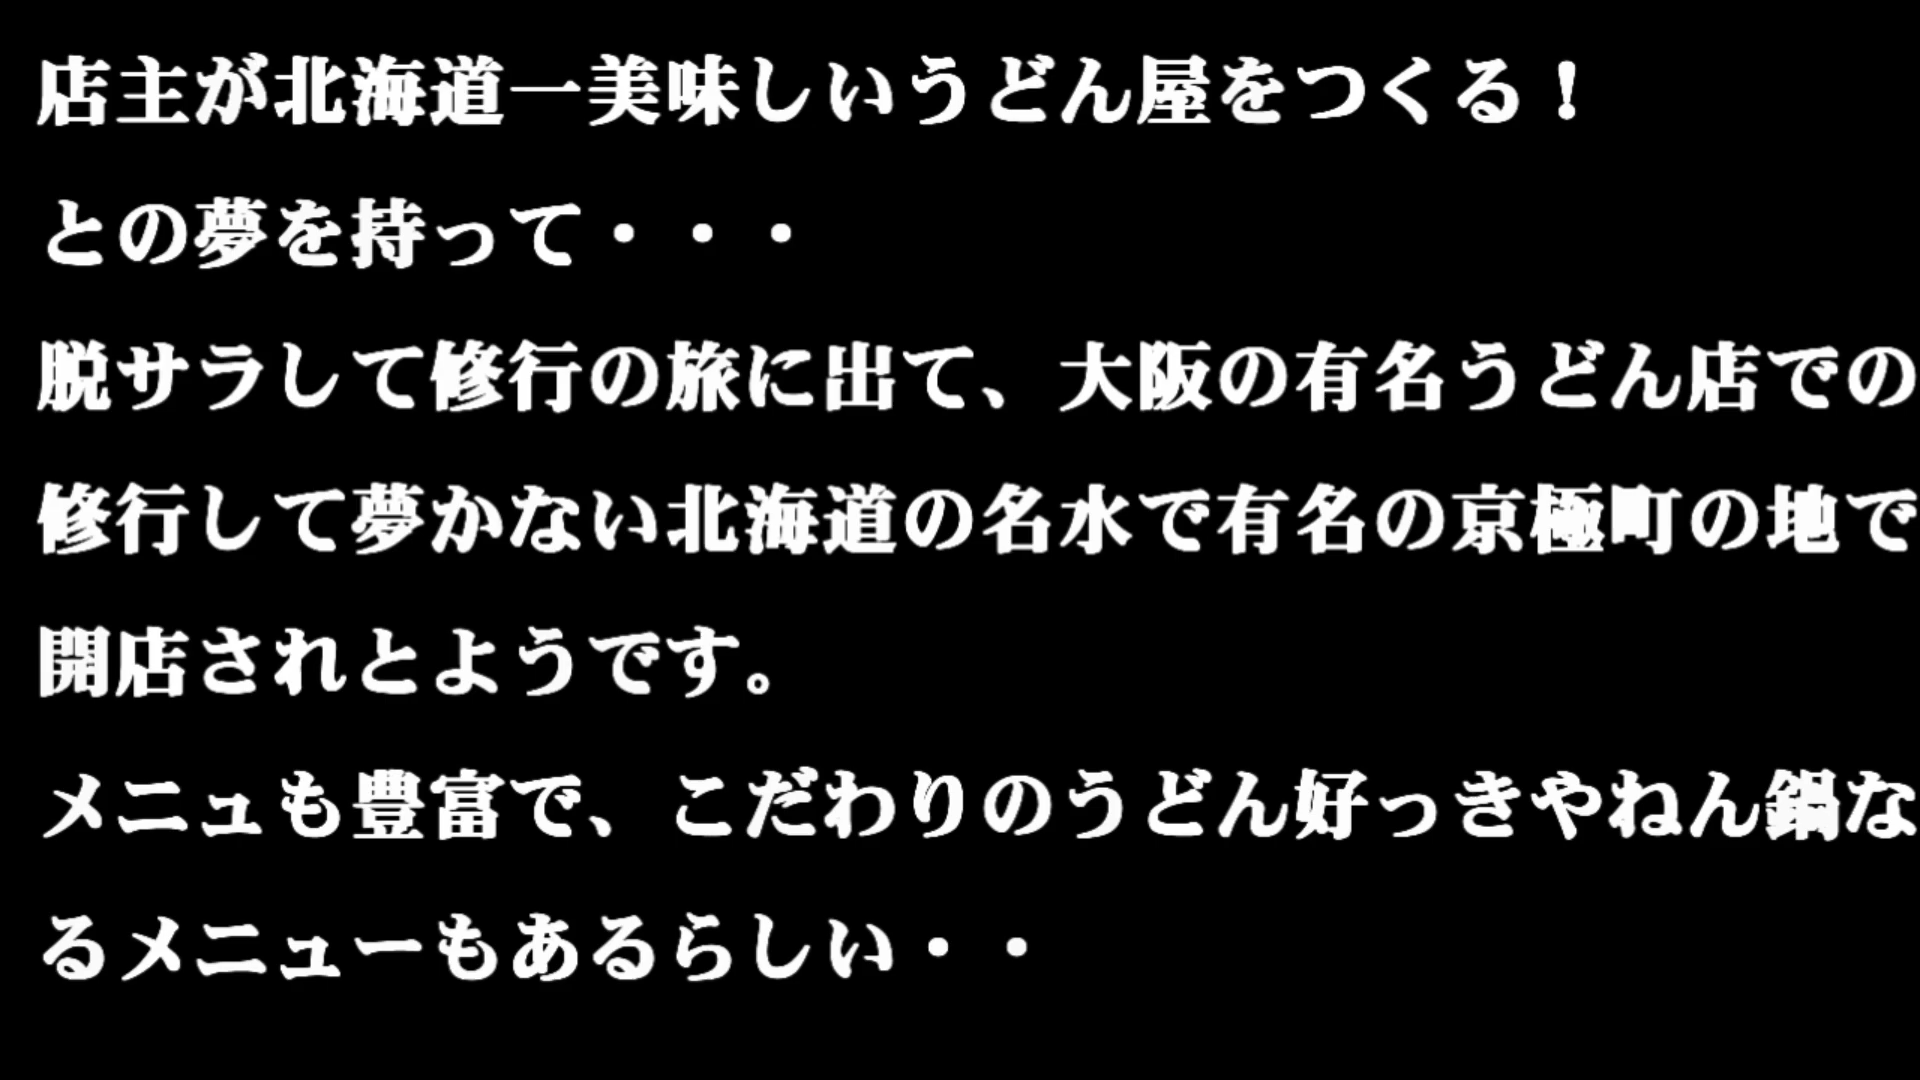 店主が北海道一美味しいうどん屋をつくる！
との夢を持って・・・
脱サラして修行の旅に出て、大阪の有名うどん店での
修行して夢かない北海道の名水で有名の京極町の地で
開店されとようです。
メニュも豊富で、こだわりのうどん好っきやねん鍋な
るメニューもあるらしい・・